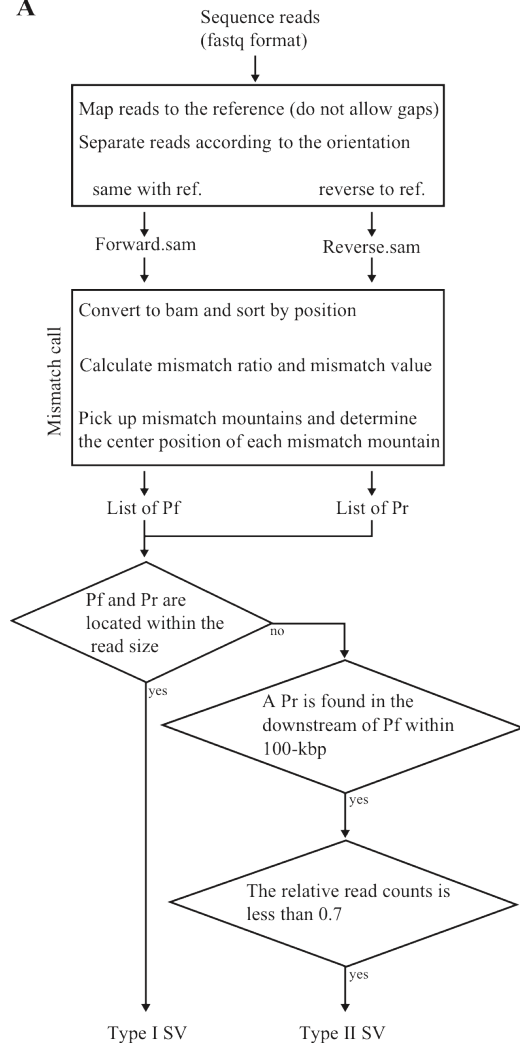 A
Sequence reads
(fastq format)
Map reads to the reference (do not allow gaps)
Separate reads according to the orientation
same with ref.
reverse to ref.
Forward.sam
Reverse.sam
Mismatch call
Convert to bam and sort by position
Calculate mismatch ratio and mismatch value
Pick up mismatch mountains and determine
the center position of each mismatch mountain
List of Pf
List of Pr
Pf and Pr are
located within the
read size
no
yes
A Pr is found in the
downstream of Pf within
100-kbp
yes
The relative read counts is
less than 0.7
yes
Type I SV
Type II SV